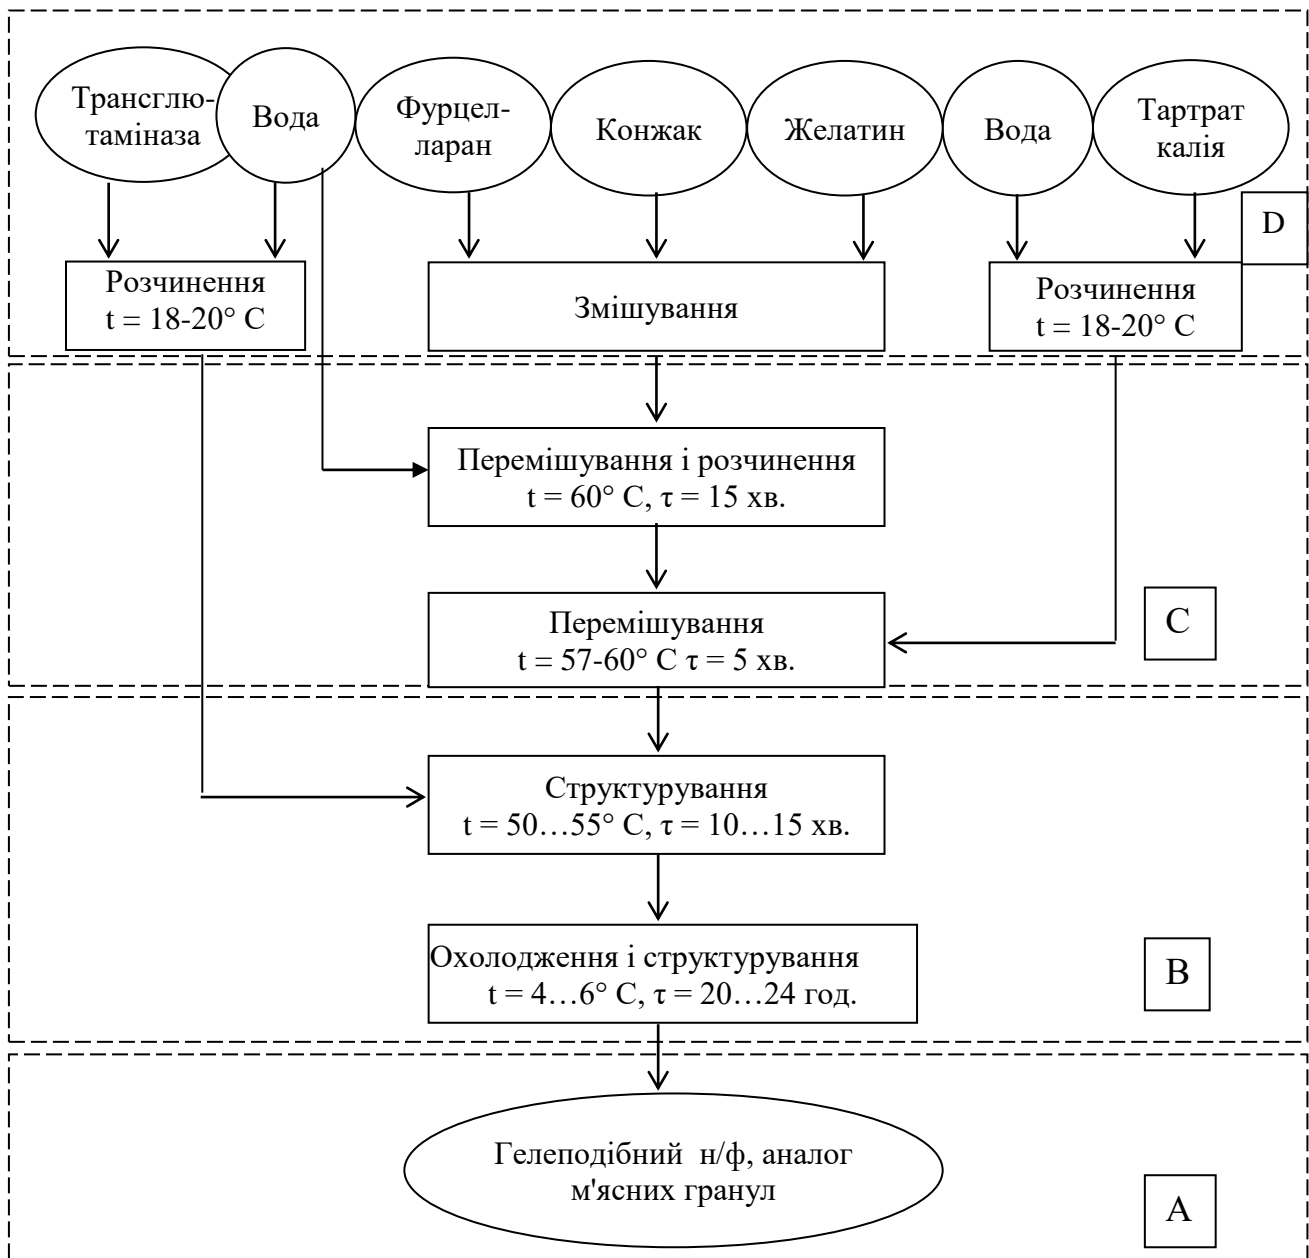 Трансглю-
таміназа
Вода
Фурцел-
ларан
Конжак
Желатин
Вода
Тартрат
калія
D
Розчинення
t = 18-20° С
Змішування
Розчинення
t = 18-20° С
Перемішування і розчинення
t = 60° С, τ = 15 хв.
Перемішування
t = 57-60° С τ = 5 хв.
C
Структурування
t = 50…55° С, τ = 10…15 хв.
Охолодження і структурування
t = 4…6° С, τ = 20…24 год.
B
Гелеподібний н/ф, аналог
м'ясних гранул
A